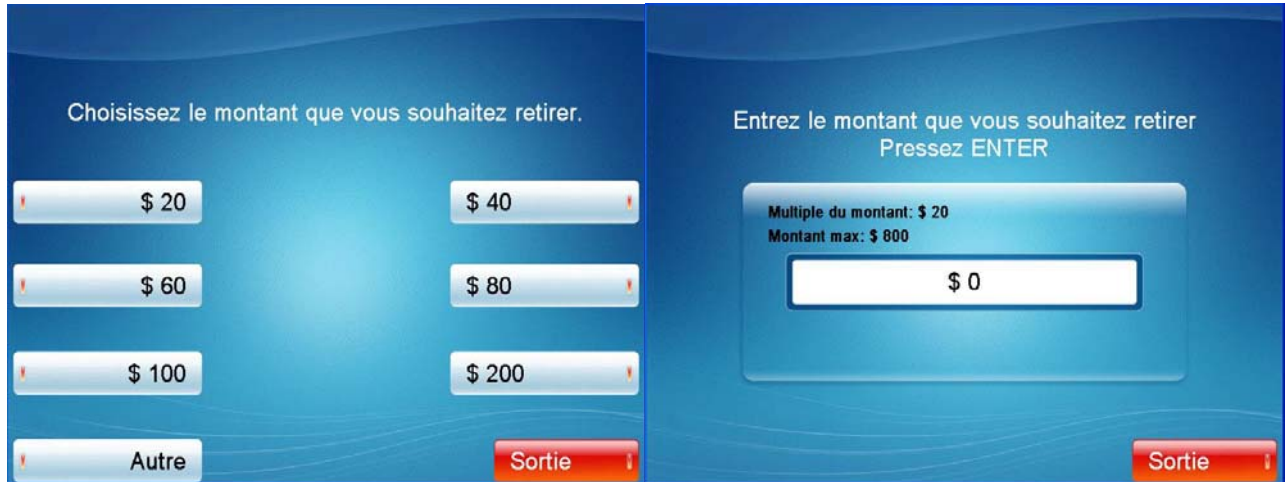 Choisissez le montant que vous souhaitez retirer.
$ 20
$ 40
$ 60
$ 80
$ 100
$ 200
Autre
Sortie
Entrez le montant que vous souhaitez retirer
Pressez ENTER
Multiple du montant: $ 20
Montant max: $ 800
$ 0
Sortie